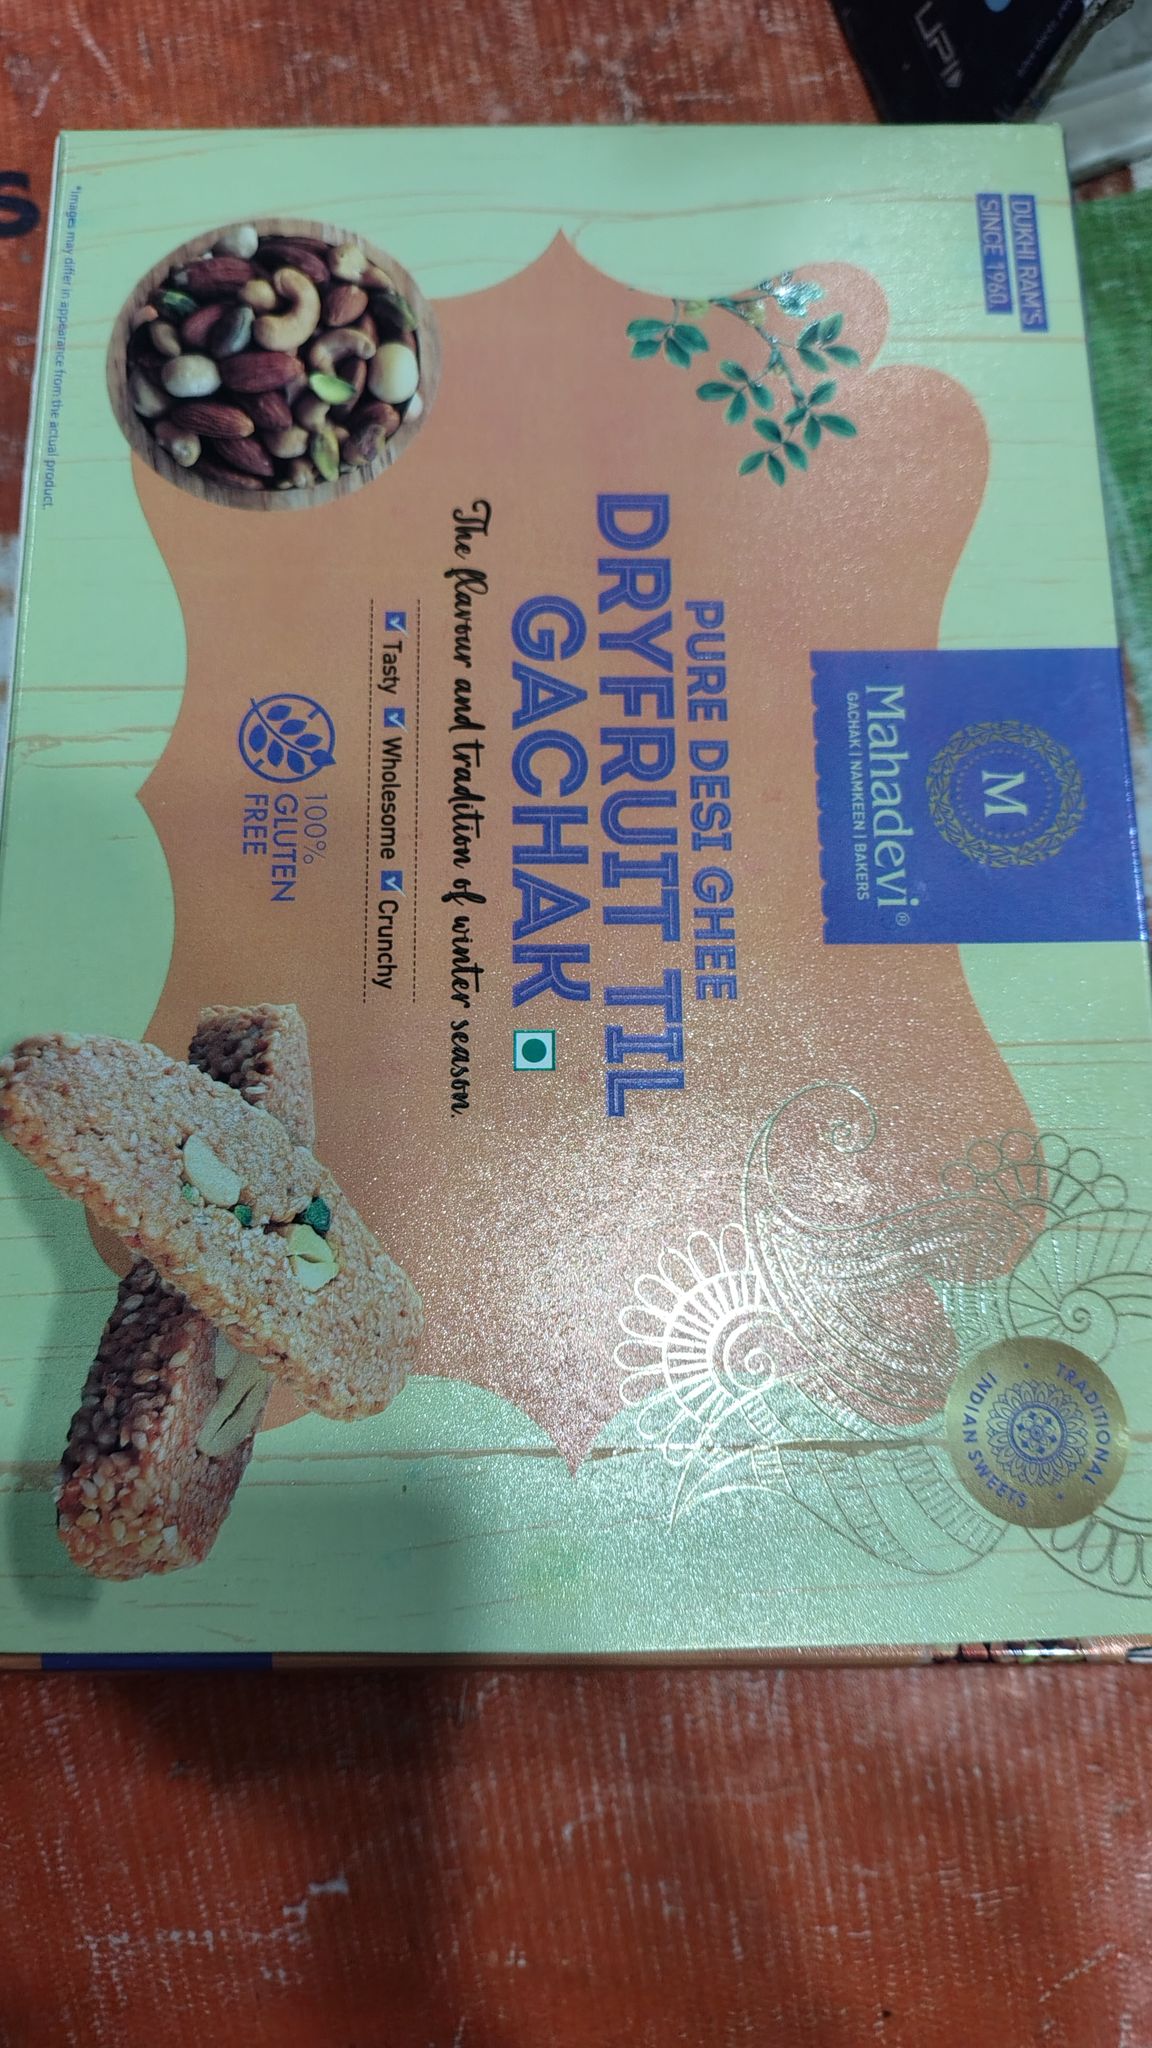 DUKHI RAM'S
SINCE 1960
M
Mahadevi®
GACHAK | NAMKEEN | BAKERS
TRADITIONAL
INDIAN SWEETS
PURE DESI GHEE
DRYFRUIT TIL
GACHAK
The flavour and tradition of winter season.
Tasty Wholesome Crunchy
100%
GLUTEN
FREE
*Images may differ in appearance from the actual product.
UPI
S